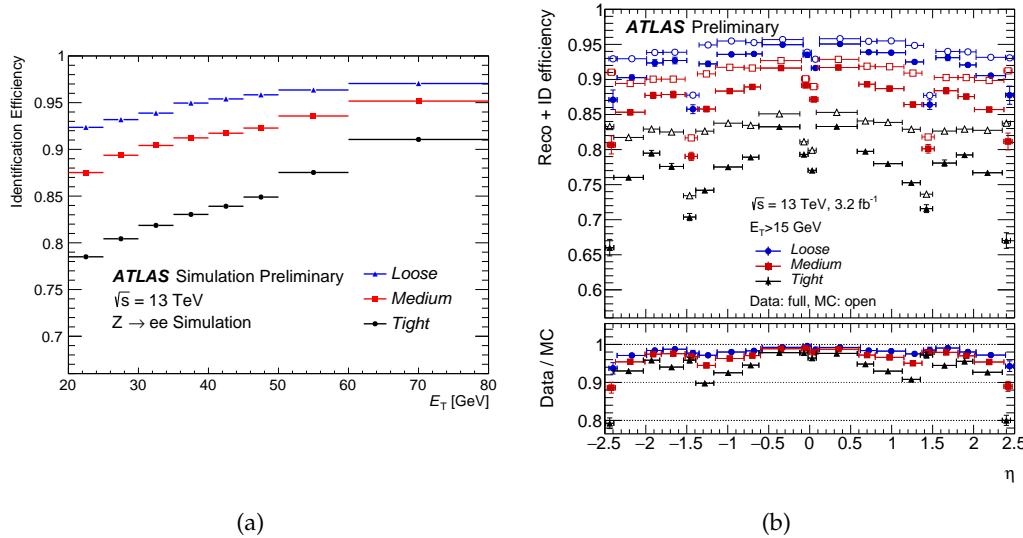 Identification Efficiency
1
0.95
0.9
0.85
0.8
0.75
0.7
ATLAS Simulation Preliminary
√s = 13 TeV
Z → ee Simulation
Loose
Medium
Tight
20 30 40 50 60 70 80
E_T [GeV]
(a)
Reco + ID efficiency
1
0.95
0.9
0.85
0.8
0.75
0.7
0.65
0.6
ATLAS Preliminary
√s = 13 TeV, 3.2 fb⁻¹
E_T>15 GeV
Loose
Medium
Tight
Data: full, MC: open
Data / MC
1
0.9
0.8
−2.5 −2 −1.5 −1 −0.5 0 0.5 1 1.5 2 2.5
η
(b)